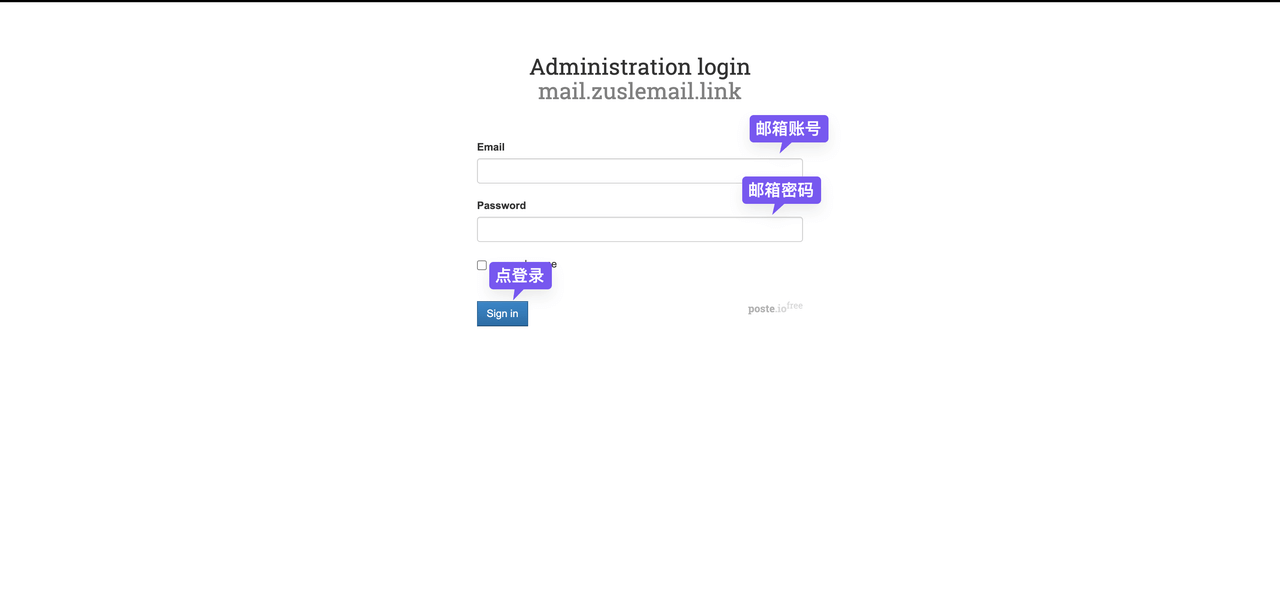 Administration login
mail.zuslemail.link
邮箱账号
Email
邮箱密码
Password
点登录
Sign in
poste.io free